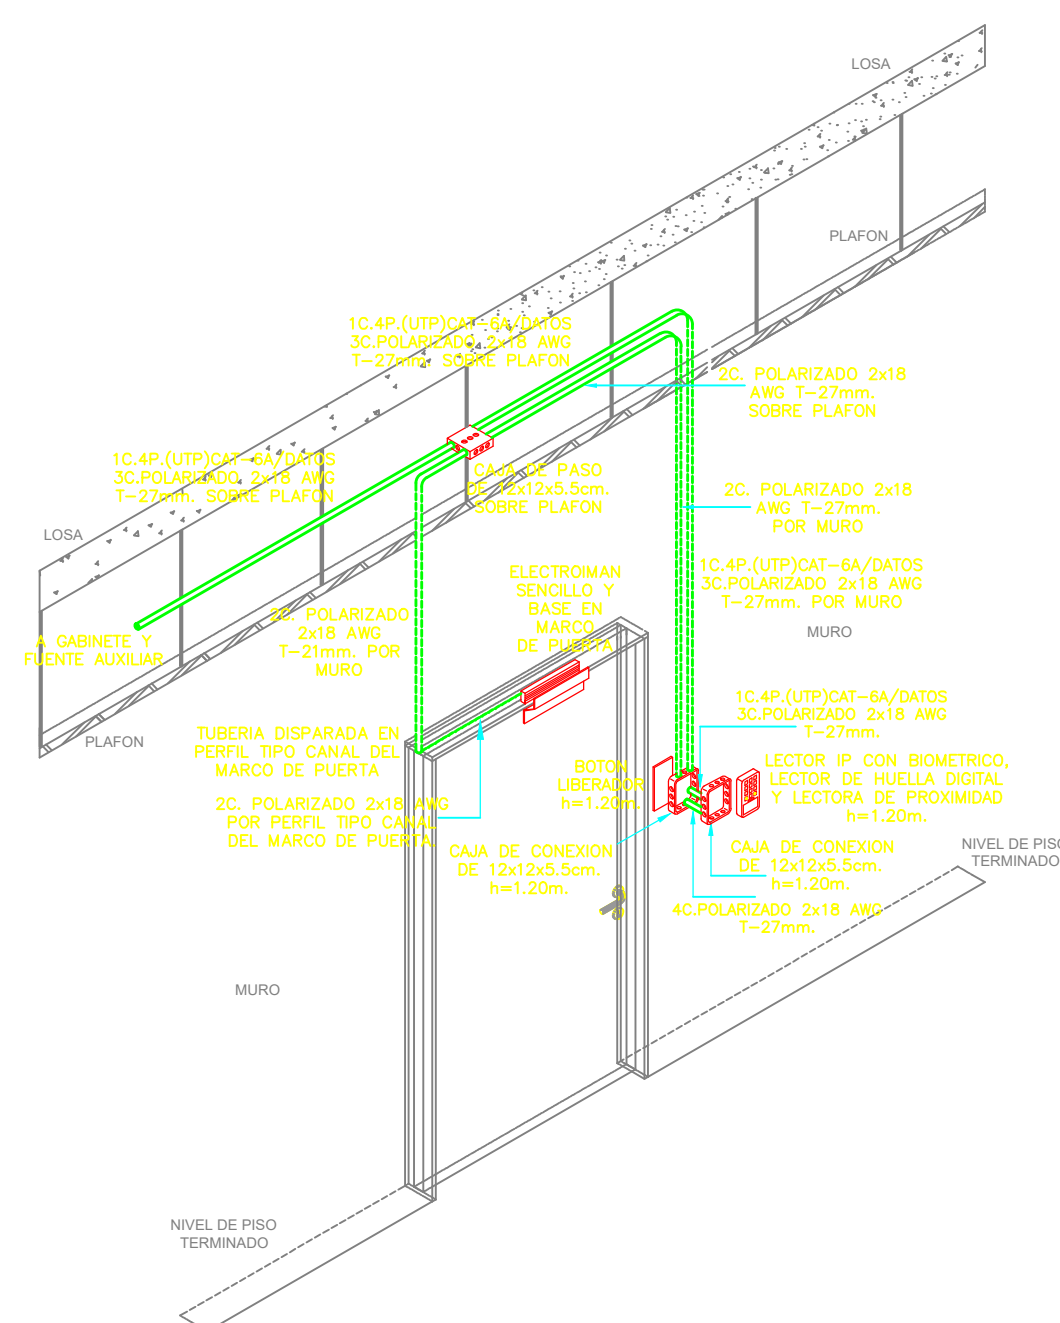 LOSA
PLAFON
1C.4P.(UTP)CAT-6A/DATOS
3C.POLARIZADO 2x18 AWG
T-27mm. SOBRE PLAFON
2C. POLARIZADO 2x18
AWG T-27mm.
SOBRE PLAFON
1C.4P.(UTP)CAT-6A/DATOS
3C.POLARIZADO 2x18 AWG
T-27mm. SOBRE PLAFON
CAJA DE PASO
DE 12x12x5.5cm.
SOBRE PLAFON
2C. POLARIZADO 2x18
AWG T-27mm.
POR MURO
LOSA
ELECTROIMAN
SENCILLO Y
BASE EN
MARCO
DE PUERTA
1C.4P.(UTP)CAT-6A/DATOS
3C.POLARIZADO 2x18 AWG
T-27mm. POR MURO
2C. POLARIZADO
2x18 AWG
T-21mm. POR
MURO
MURO
A GABINETE Y
FUENTE AUXILIAR
PLAFON
TUBERIA DISPARADA EN
PERFIL TIPO CANAL DEL
MARCO DE PUERTA
1C.4P.(UTP)CAT-6A/DATOS
3C.POLARIZADO 2x18 AWG
T-27mm.
BOTON
LIBERADOR
h=1.20m.
LECTOR IP CON BIOMETRICO,
LECTOR DE HUELLA DIGITAL
Y LECTORA DE PROXIMIDAD
h=1.20m.
2C. POLARIZADO 2x18 AWG
POR PERFIL TIPO CANAL
DEL MARCO DE PUERTA.
CAJA DE CONEXION
DE 12x12x5.5cm.
h=1.20m.
CAJA DE CONEXION
DE 12x12x5.5cm.
h=1.20m.
NIVEL DE PISO
TERMINADO
4C.POLARIZADO 2x18 AWG
T-27mm.
MURO
NIVEL DE PISO
TERMINADO